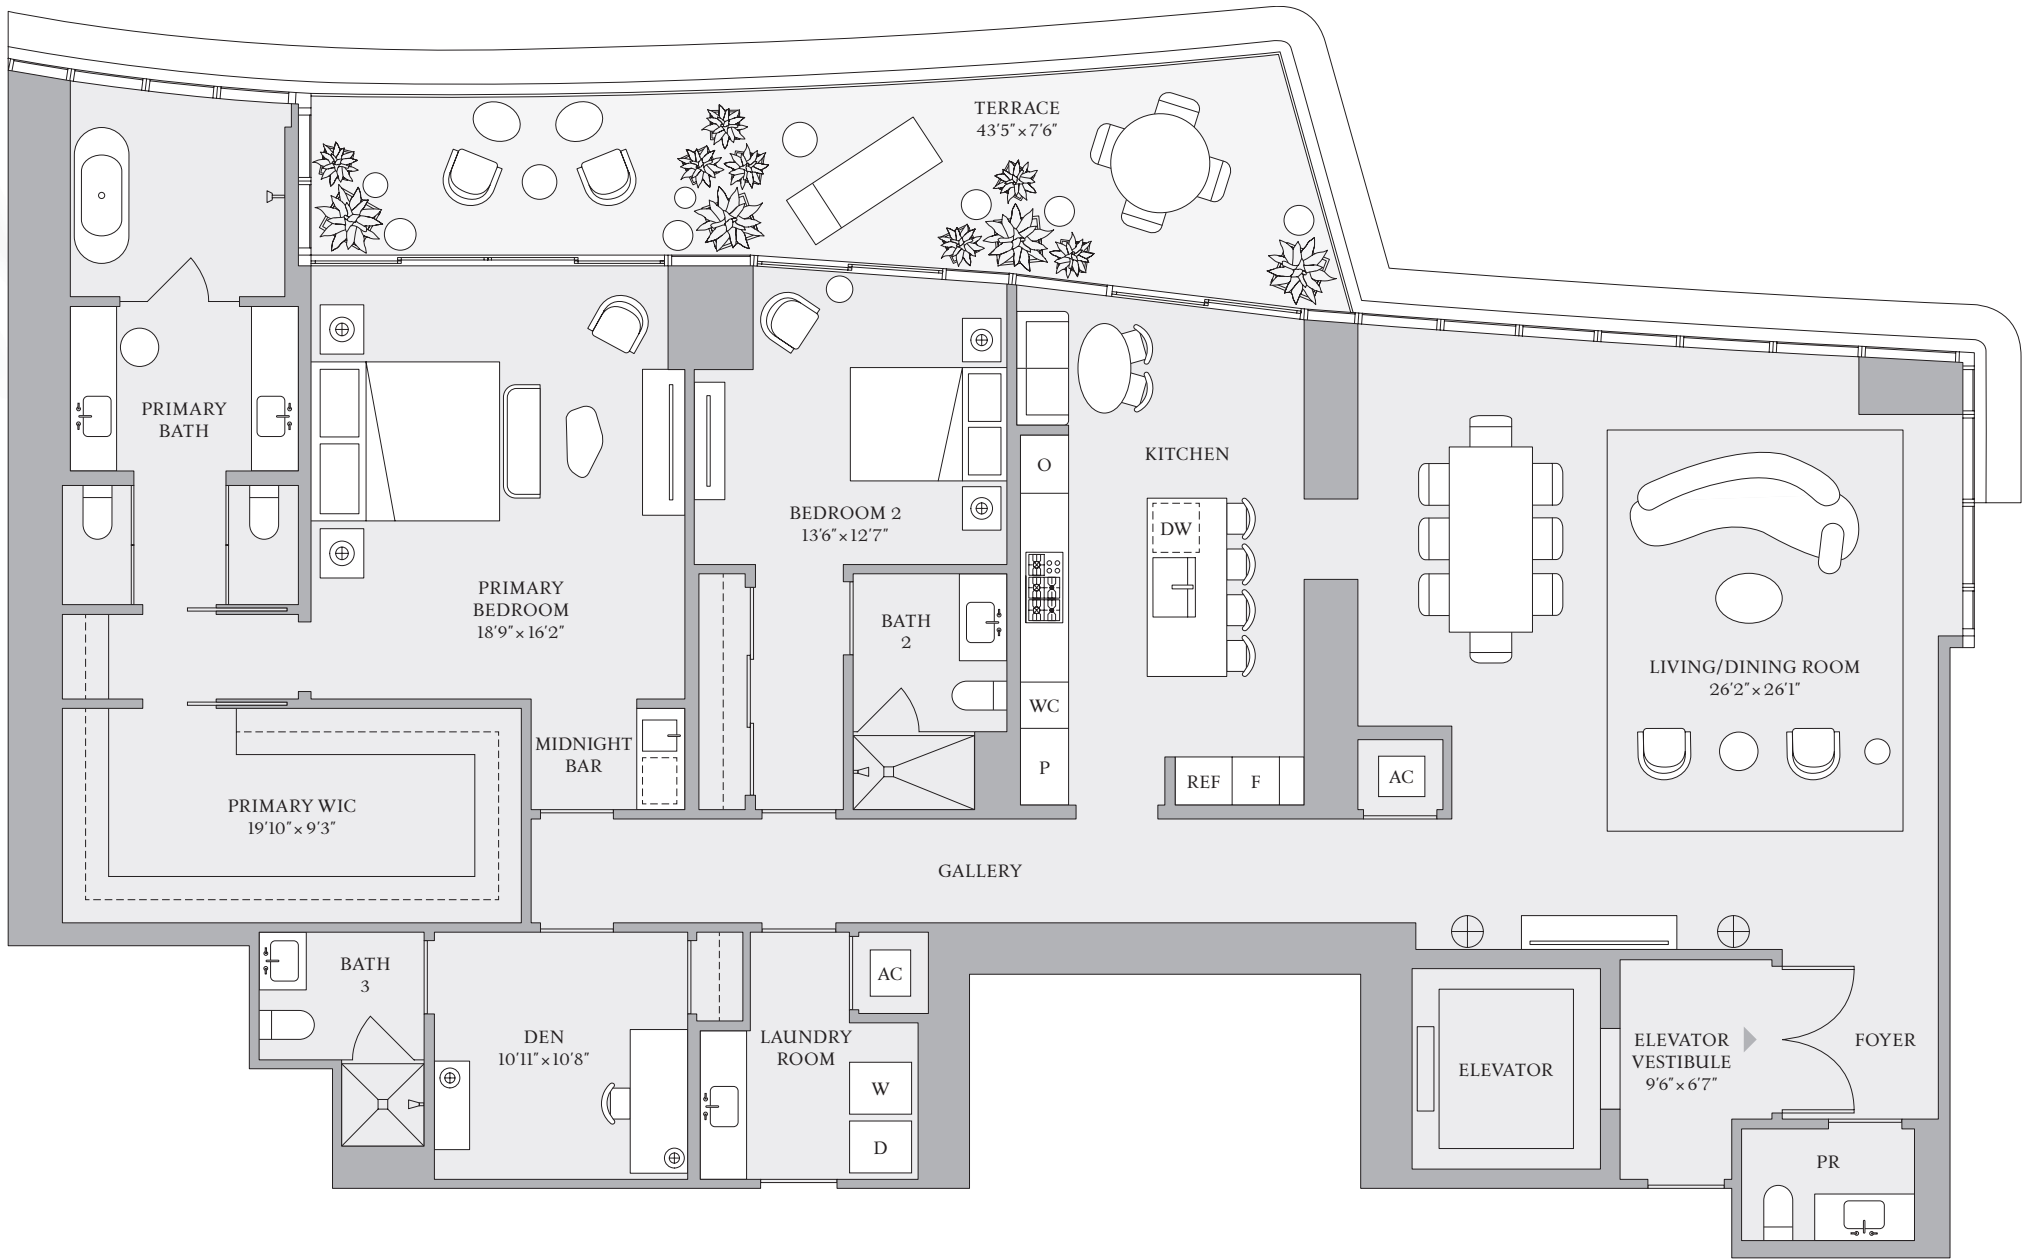 TERRACE
43'5" × 7'6"
PRIMARY
BATH
KITCHEN
O
BEDROOM 2
13'6" × 12'7"
DW
PRIMARY
BEDROOM
18'9" × 16'2"
BATH
2
LIVING/DINING ROOM
26'2" × 26'1"
WC
MIDNIGHT
BAR
P
REF
F
AC
PRIMARY WIC
19'10" × 9'3"
GALLERY
BATH
3
AC
DEN
10'11" × 10'8"
LAUNDRY
ROOM
ELEVATOR
ELEVATOR
VESTIBULE
9'6" × 6'7"
FOYER
W
D
PR